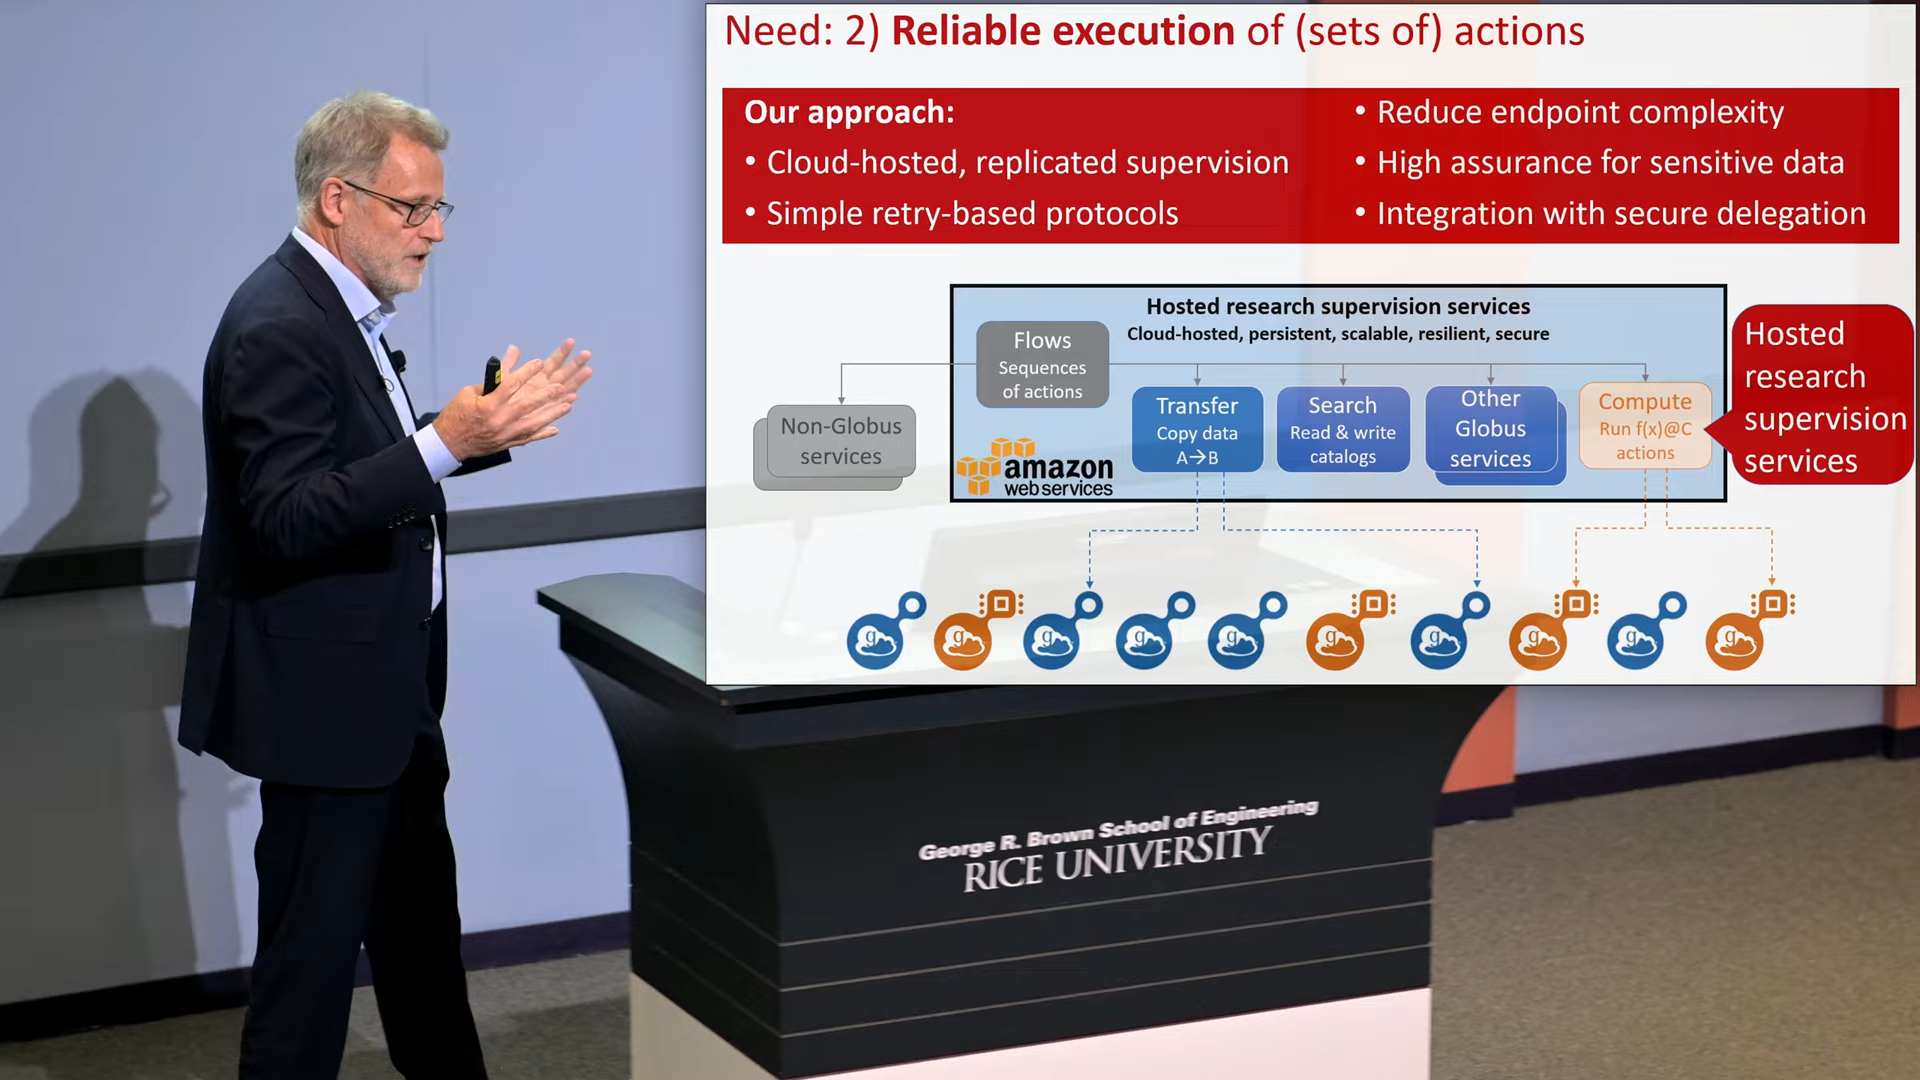 Need: 2) Reliable execution of (sets of) actions
Our approach:
• Cloud-hosted, replicated supervision
• Simple retry-based protocols
• Reduce endpoint complexity
• High assurance for sensitive data
• Integration with secure delegation
Hosted research supervision services
Cloud-hosted, persistent, scalable, resilient, secure
Flows
Sequences
of actions
Non-Globus
services
Transfer
Copy data
A→B
Search
Read & write
catalogs
Other
Globus
services
Compute
Run f(x)@C
actions
Hosted
research
supervision
services
amazon
webservices
g
g
g
g
g
g
g
g
g
g
George R. Brown School of Engineering
RICE UNIVERSITY